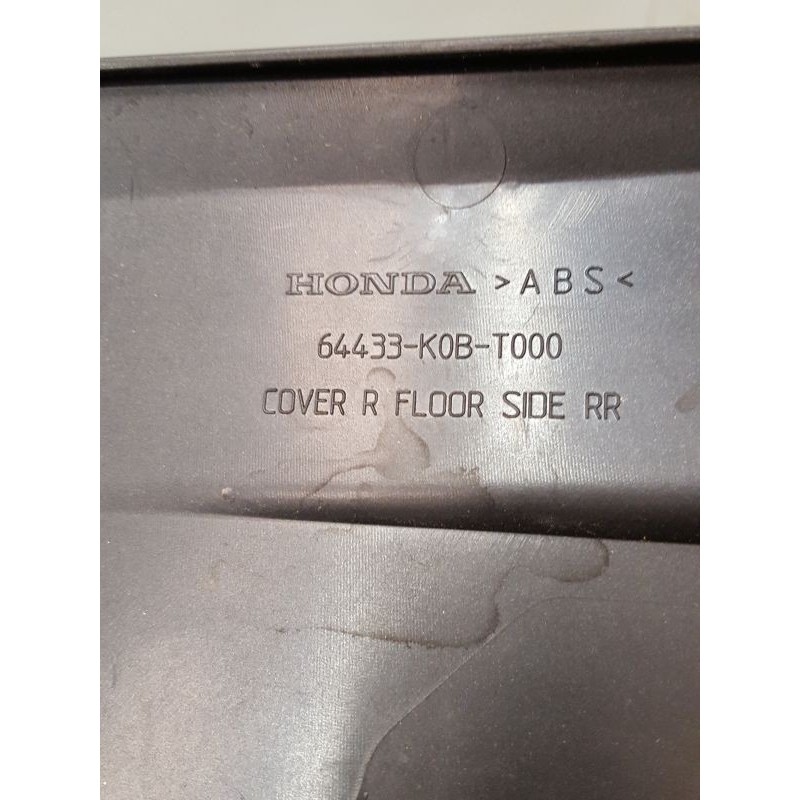 HONDA >ABS<
64433-K0B-T000
COVER R FLOOR SIDE RR